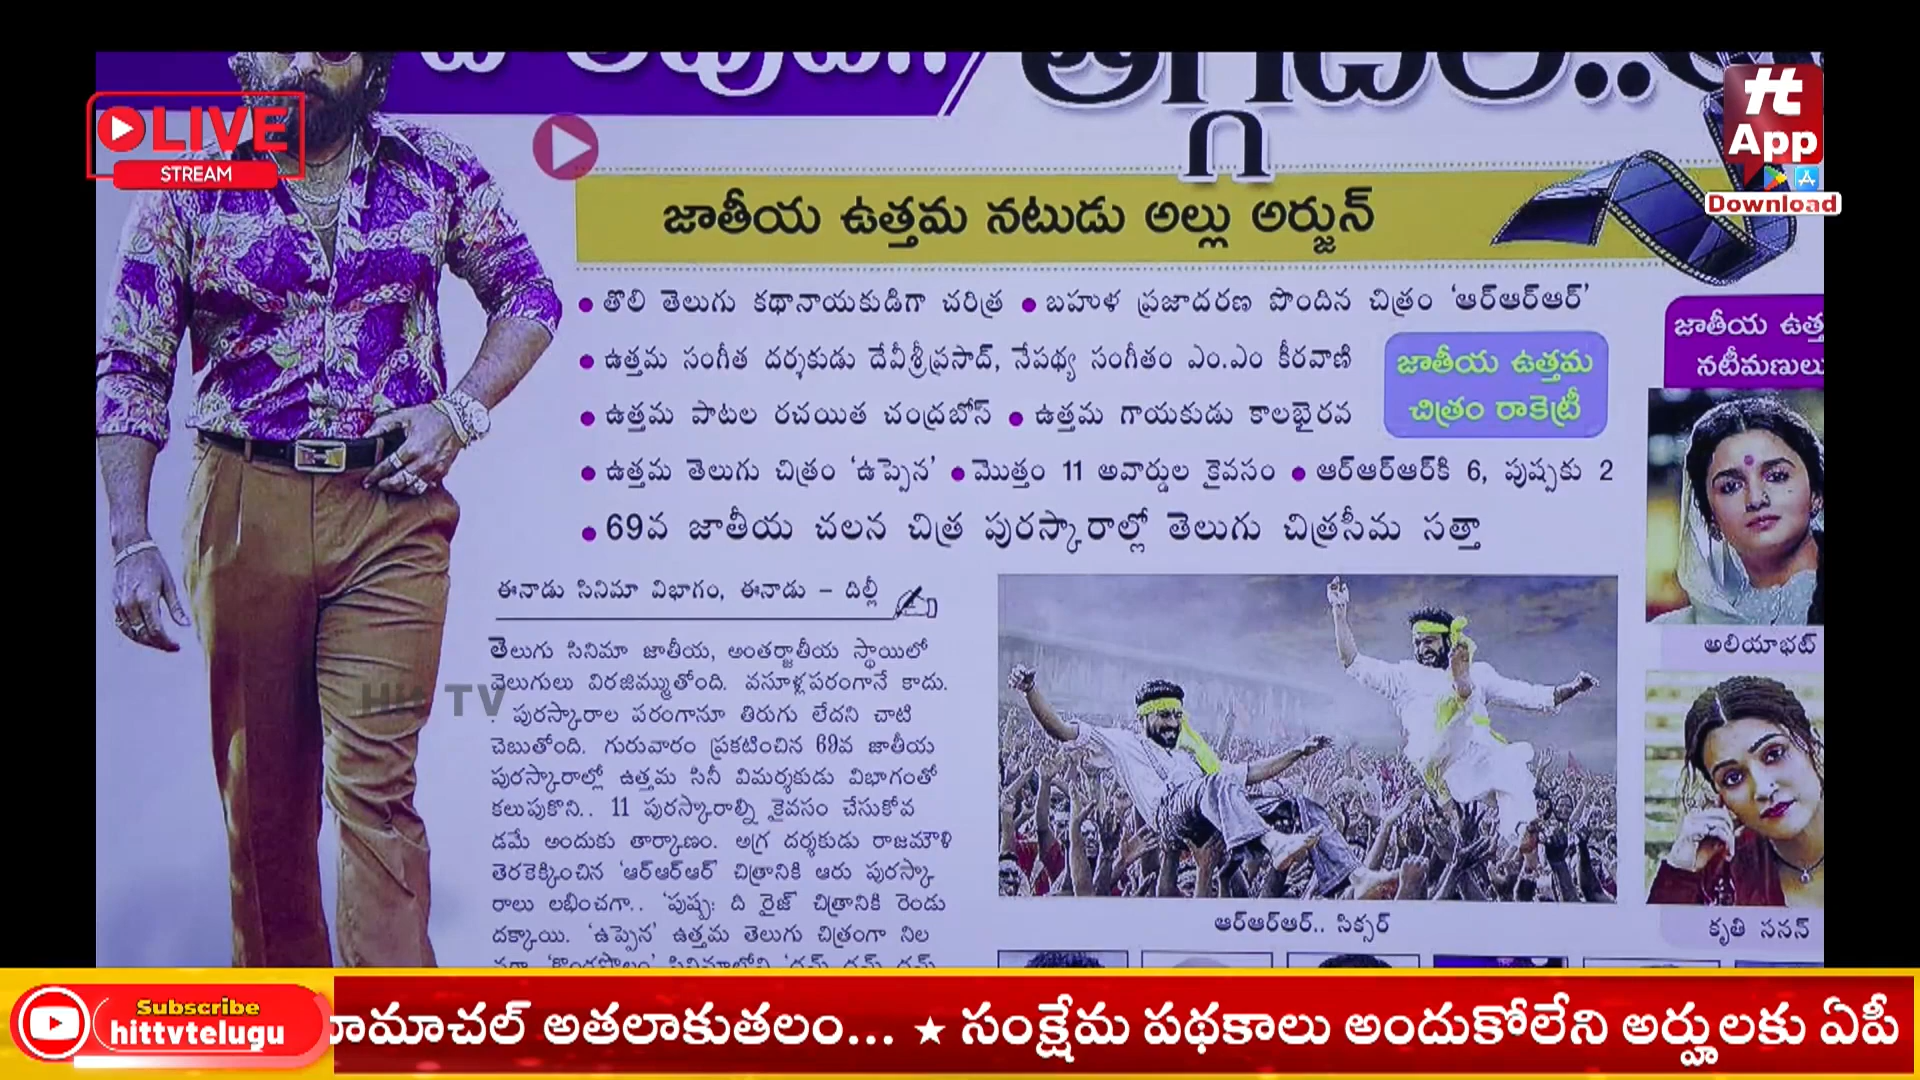 తగ్గేదేలే..
LIVE
STREAM
App
Download
జాతీయ ఉత్తమ నటుడు అల్లు అర్జున్
• తొలి తెలుగు కథానాయకుడిగా చరిత్ర • బహుళ ప్రజాదరణ పొందిన చిత్రం ‘ఆర్ఆర్ఆర్’
• ఉత్తమ సంగీత దర్శకుడు దేవీశ్రీప్రసాద్, నేపథ్య సంగీతం ఎం.ఎం కీరవాణి
• ఉత్తమ పాటల రచయిత చంద్రబోస్ • ఉత్తమ గాయకుడు కాలభైరవ
జాతీయ ఉత్తమ
చిత్రం రాకెట్రీ
• ఉత్తమ తెలుగు చిత్రం ‘ఉప్పెన’ • మొత్తం 11 అవార్డుల కైవసం • ఆర్ఆర్ఆర్‌కి 6, పుష్పకు 2
• 69వ జాతీయ చలన చిత్ర పురస్కారాల్లో తెలుగు చిత్రసీమ సత్తా
జాతీయ ఉత్త
నటీమణులు
అలియాభట్
కృతి సనన్
ఈనాడు సినిమా విభాగం, ఈనాడు – దిల్లీ
తెలుగు సినిమా జాతీయ, అంతర్జాతీయ స్థాయిలో
వెలుగులు విరజిమ్ముతోంది. వసూళ్లపరంగానే కాదు.
. పురస్కారాల పరంగానూ తిరుగు లేదని చాటి
చెబుతోంది. గురువారం ప్రకటించిన 69వ జాతీయ
పురస్కారాల్లో ఉత్తమ సినీ విమర్శకుడు విభాగంతో
కలుపుకొని.. 11 పురస్కారాల్ని కైవసం చేసుకోవ
డమే అందుకు తార్కాణం. అగ్ర దర్శకుడు రాజమౌళి
తెరకెక్కించిన ‘ఆర్ఆర్ఆర్’ చిత్రానికి ఆరు పురస్కా
రాలు లభించగా.. ‘పుష్ప: ది రైజ్’ చిత్రానికి రెండు
దక్కాయి. ‘ఉప్పెన’ ఉత్తమ తెలుగు చిత్రంగా నిల
ఆర్ఆర్ఆర్.. సిక్సర్
Hit TV
Subscribe
hittvtelugu
మాచల్ అతలాకుతలం... ★ సంక్షేమ పథకాలు అందుకోలేని అర్హులకు ఏపీ